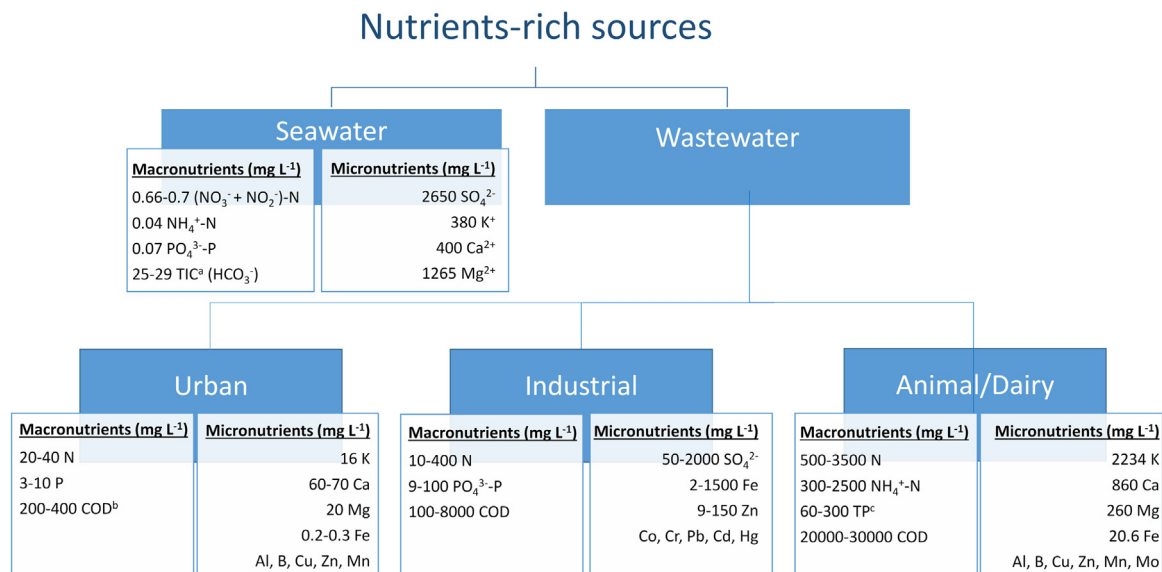 Nutrients-rich sources
Seawater
Macronutrients (mg L⁻¹)
0.66-0.7 (NO₃⁻ + NO₂⁻)-N
0.04 NH₄⁺-N
0.07 PO₄³⁻-P
25-29 TICᵃ (HCO₃⁻)
Micronutrients (mg L⁻¹)
2650 SO₄²⁻
380 K⁺
400 Ca²⁺
1265 Mg²⁺
Wastewater
Urban
Macronutrients (mg L⁻¹)
20-40 N
3-10 P
200-400 CODᵇ
Micronutrients (mg L⁻¹)
16 K
60-70 Ca
20 Mg
0.2-0.3 Fe
Al, B, Cu, Zn, Mn
Industrial
Macronutrients (mg L⁻¹)
10-400 N
9-100 PO₄³⁻-P
100-8000 COD
Micronutrients (mg L⁻¹)
50-2000 SO₄²⁻
2-1500 Fe
9-150 Zn
Co, Cr, Pb, Cd, Hg
Animal/Dairy
Macronutrients (mg L⁻¹)
500-3500 N
300-2500 NH₄⁺-N
60-300 TPᶜ
20000-30000 COD
Micronutrients (mg L⁻¹)
2234 K
860 Ca
260 Mg
20.6 Fe
Al, B, Cu, Zn, Mn, Mo